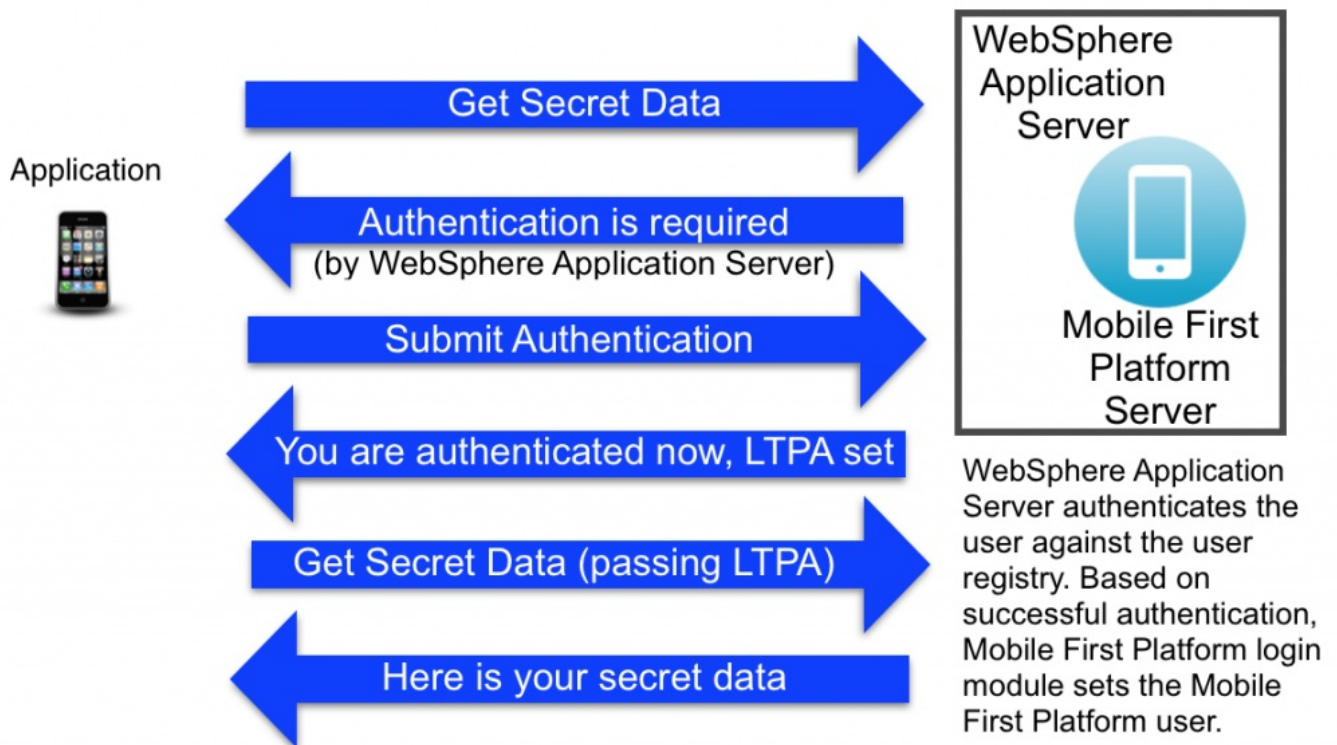 WebSphere
Application
Server
Get Secret Data
Application
Authentication is required
(by WebSphere Application Server)
Mobile First
Platform
Server
Submit Authentication
You are authenticated now, LTPA set
Get Secret Data (passing LTPA)
Here is your secret data
WebSphere Application
Server authenticates the
user against the user
registry. Based on
successful authentication,
Mobile First Platform login
module sets the Mobile
First Platform user.